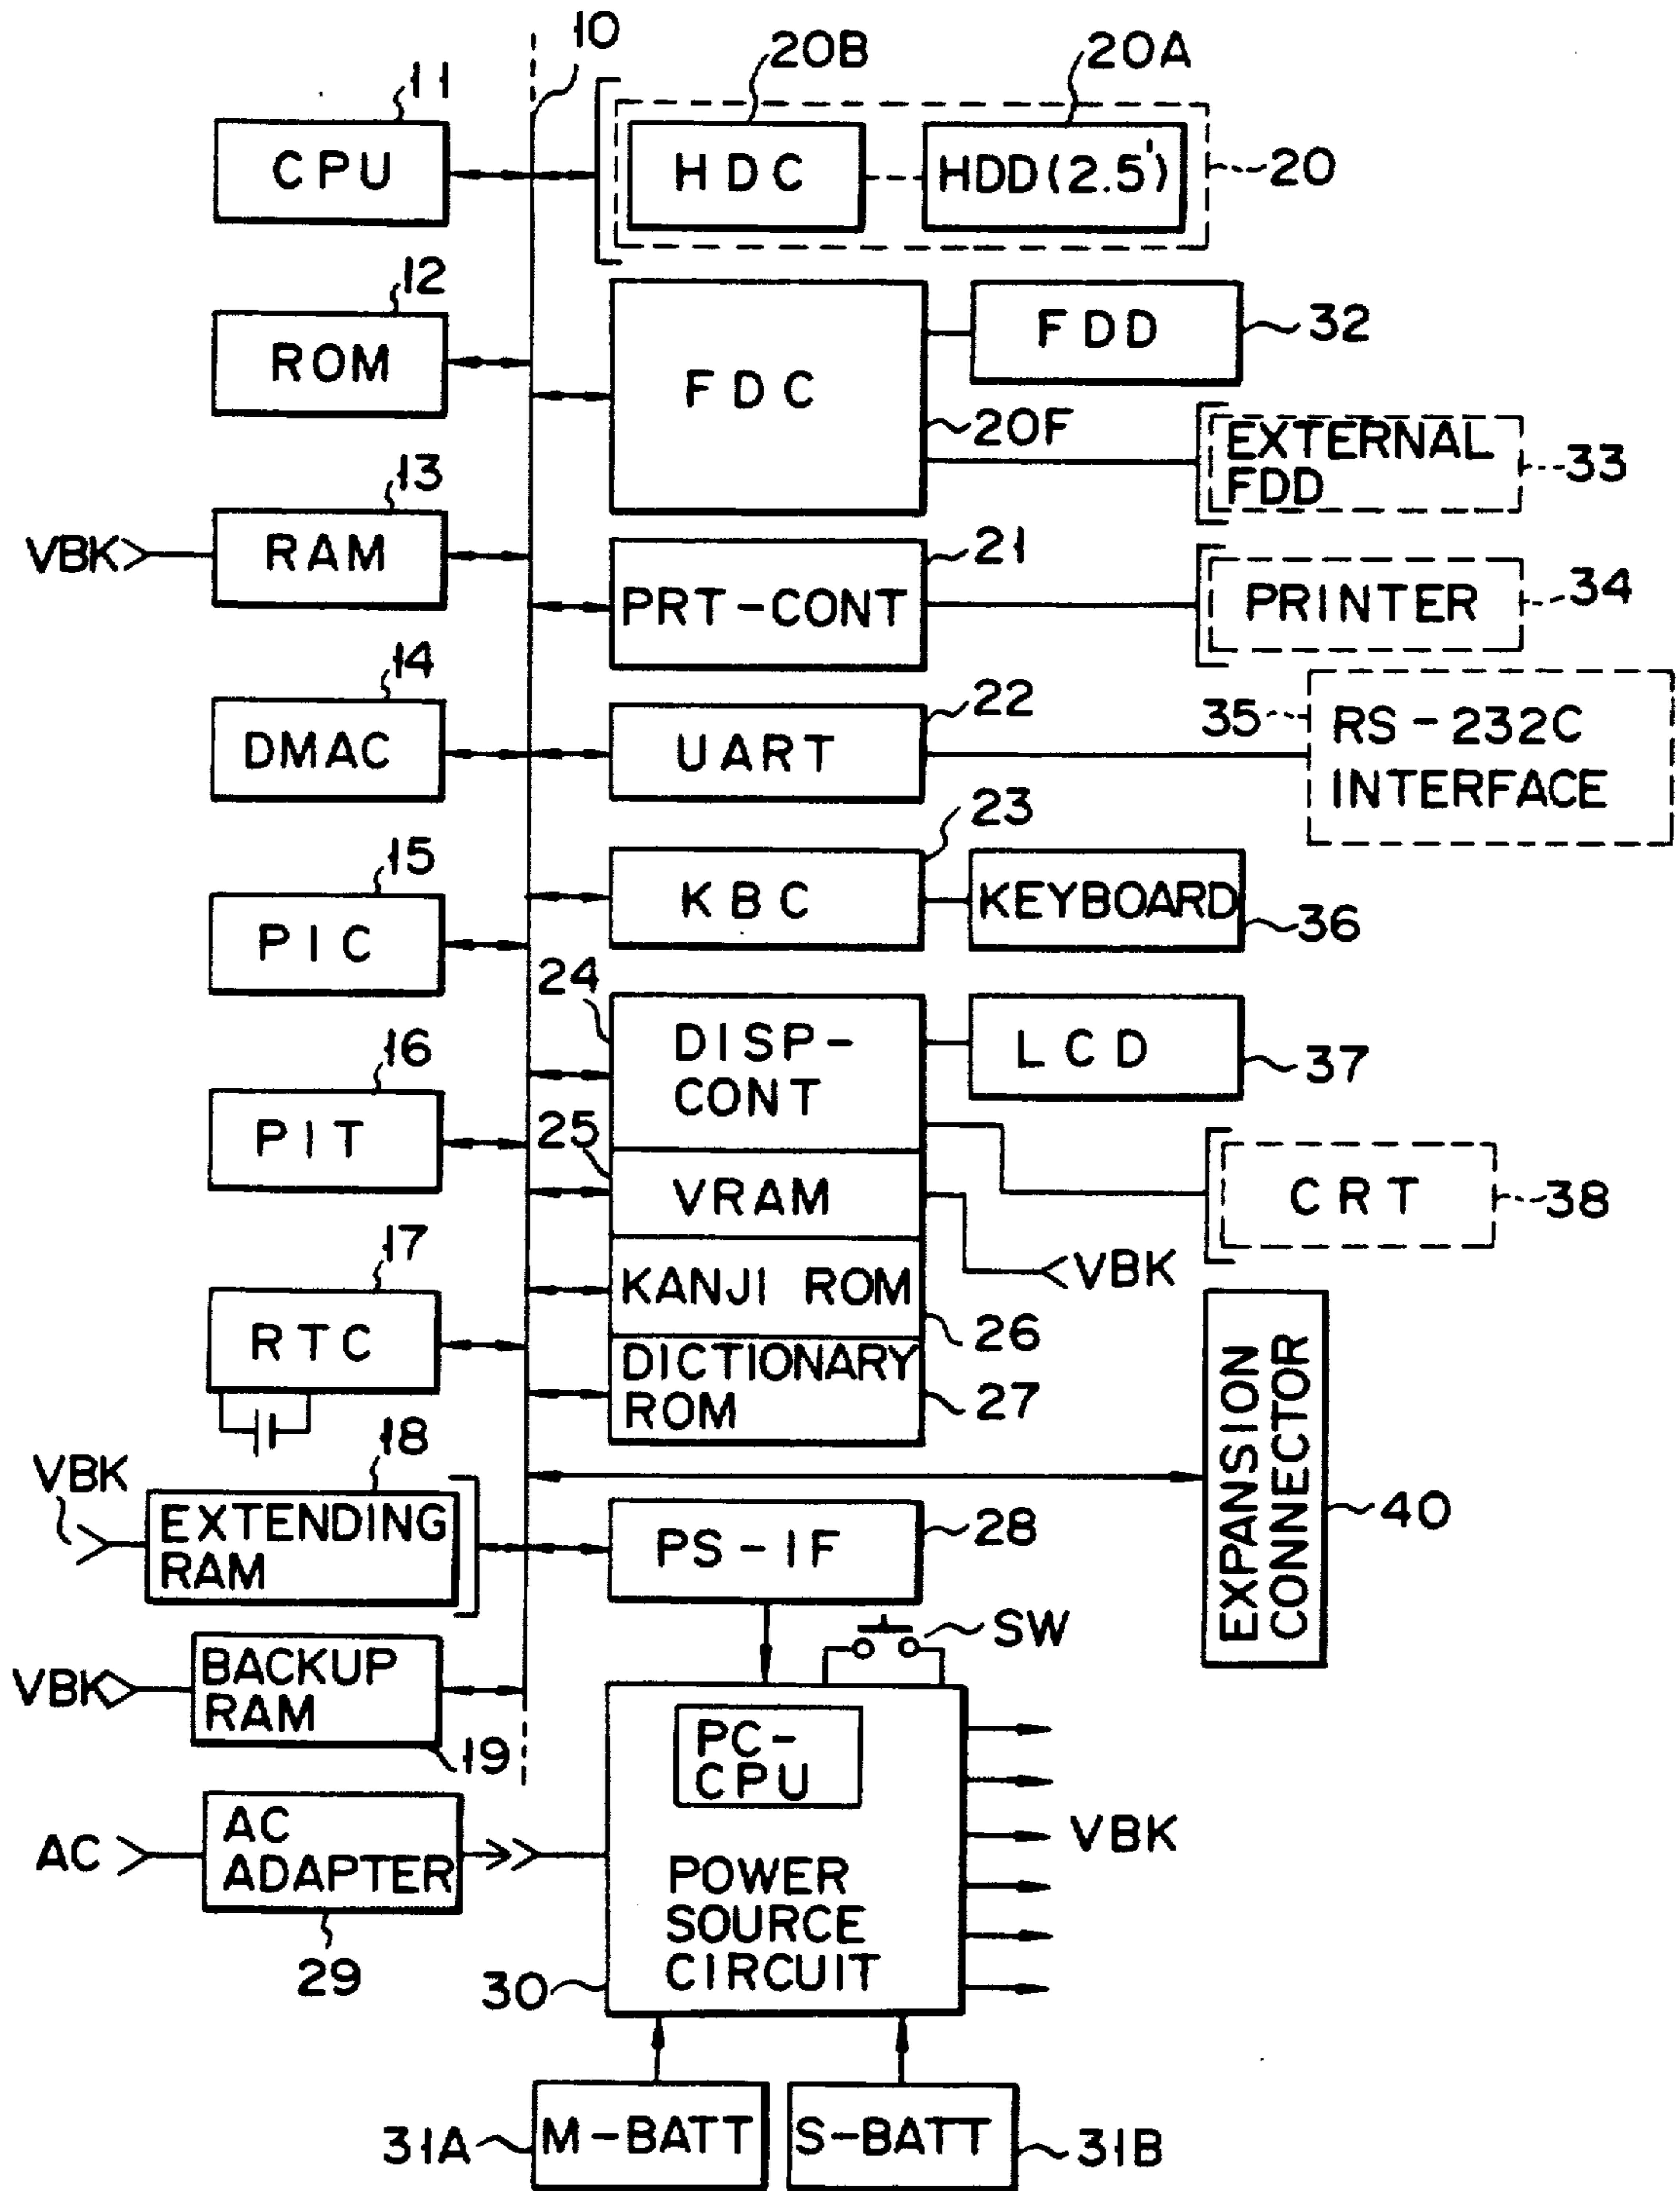 10
20B
20A
11
CPU
HDC
HDD(2.5')
20
12
ROM
FDC
FDD
32
20F
EXTERNAL
FDD
33
13
VBK
RAM
21
PRT-CONT
PRINTER
34
14
DMAC
22
UART
35
RS-232C
INTERFACE
15
PIC
23
KBC
KEYBOARD
36
24
DISP-
CONT
LCD
37
16
PIT
25
VRAM
CRT
38
VBK
17
RTC
KANJI ROM
26
DICTIONARY
ROM
27
EXPANSION
CONNECTOR
40
18
VBK
EXTENDING
RAM
PS-IF
28
SW
VBK
BACKUP
RAM
19
PC-
CPU
VBK
AC
AC
ADAPTER
29
POWER
SOURCE
CIRCUIT
30
31A
M-BATT
S-BATT
31B